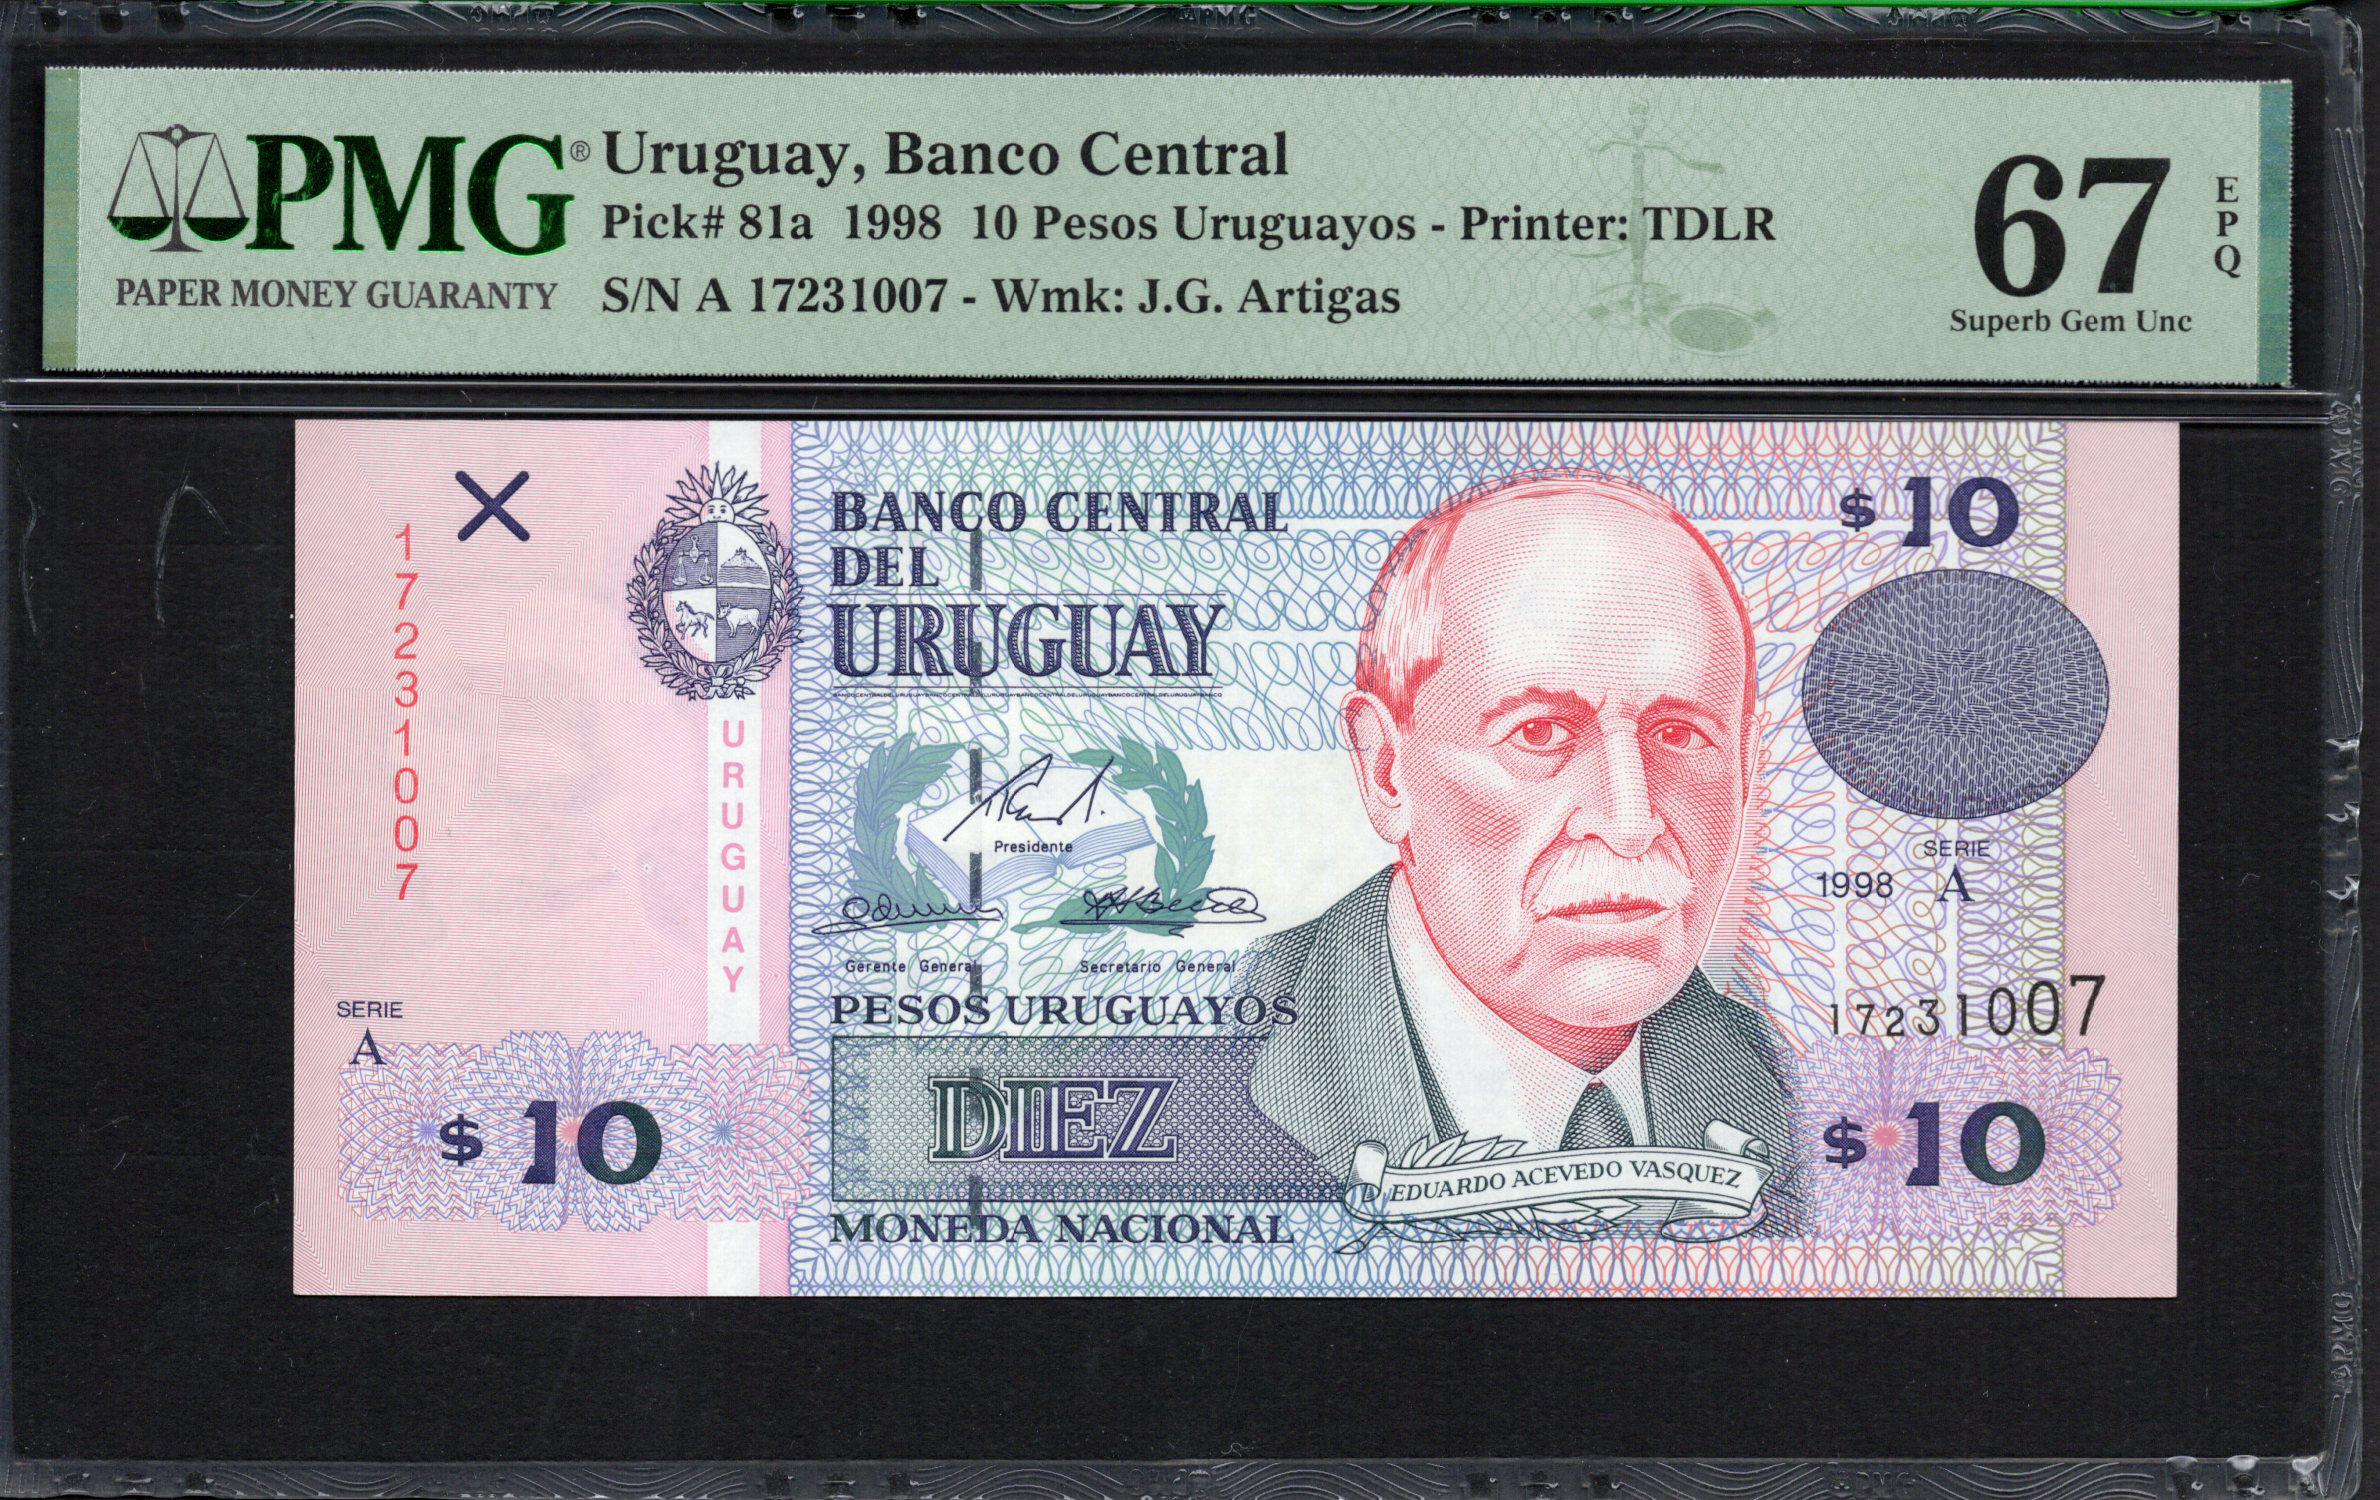 PMG®
PAPER MONEY GUARANTY
Uruguay, Banco Central
Pick# 81a 1998 10 Pesos Uruguayos - Printer: TDLR
S/N A 17231007 - Wmk: J.G. Artigas
67
EPQ
Superb Gem Unc
17231007
BANCO CENTRAL
DEL
URUGUAY
URUGUAY
$10
Presidente
Gerente General
Secretario General
SERIE
A
1998
17231007
PESOS URUGUAYOS
SERIE
A
$10
DIEZ
EDUARDO ACEVEDO VASQUEZ
$10
MONEDA NACIONAL